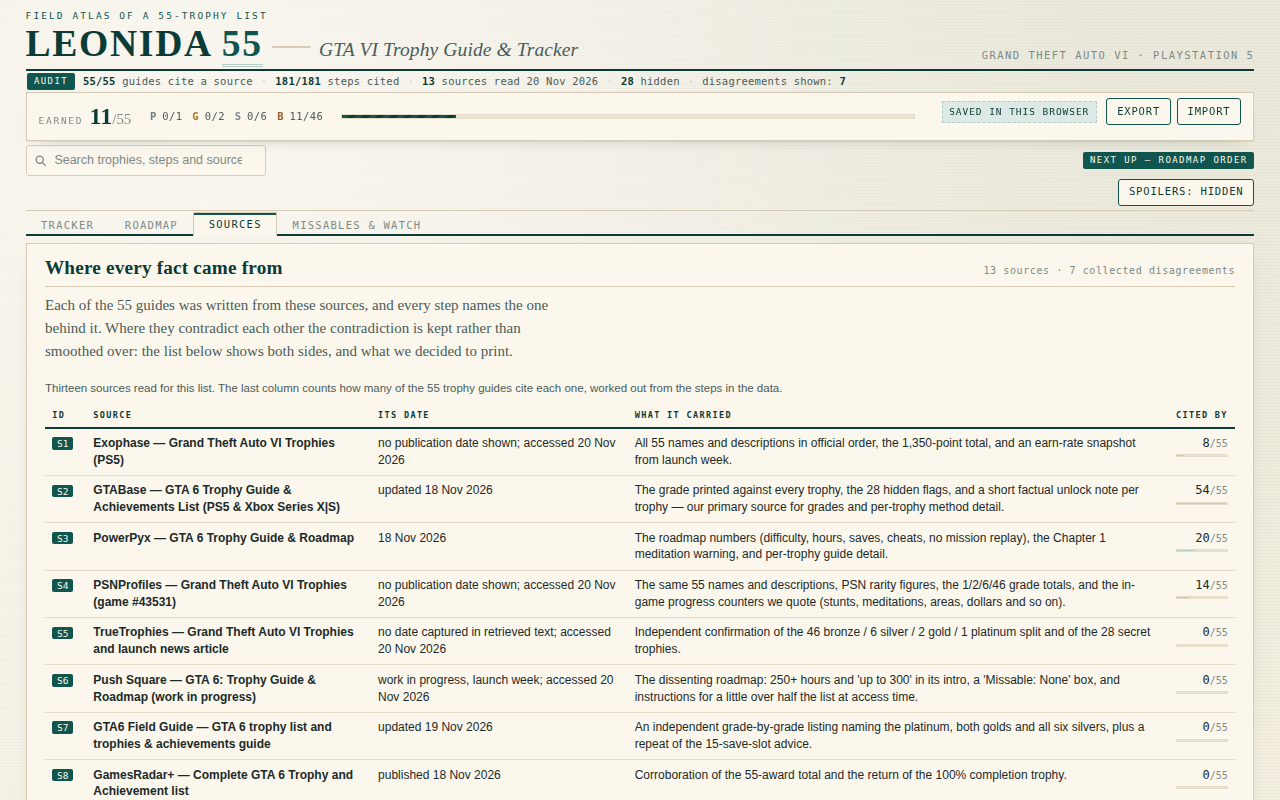 FIELD ATLAS OF A 55-TROPHY LIST
LEONIDA 55 GTA VI Trophy Guide & Tracker
GRAND THEFT AUTO VI · PLAYSTATION 5
AUDIT 55/55 guides cite a source · 181/181 steps cited · 13 sources read 20 Nov 2026 · 28 hidden · disagreements shown: 7
EARNED 11/55 P 0/1 G 0/2 S 0/6 B 11/46 SAVED IN THIS BROWSER EXPORT IMPORT
Search trophies, steps and source
NEXT UP — ROADMAP ORDER
SPOILERS: HIDDEN
TRACKER ROADMAP SOURCES MISSABLES & WATCH
Where every fact came from
13 sources · 7 collected disagreements
Each of the 55 guides was written from these sources, and every step names the one
behind it. Where they contradict each other the contradiction is kept rather than
smoothed over: the list below shows both sides, and what we decided to print.
Thirteen sources read for this list. The last column counts how many of the 55 trophy guides cite each one, worked out from the steps in the data.
ID SOURCE ITS DATE WHAT IT CARRIED CITED BY
S1 Exophase — Grand Theft Auto VI Trophies no publication date shown; accessed 20 Nov All 55 names and descriptions in official order, the 1,350-point total, and an earn-rate snapshot 8/55
(PS5) 2026 from launch week.
S2 GTABase — GTA 6 Trophy Guide & updated 18 Nov 2026 The grade printed against every trophy, the 28 hidden flags, and a short factual unlock note per 54/55
Achievements List (PS5 & Xbox Series X|S) trophy — our primary source for grades and per-trophy method detail.
S3 PowerPyx — GTA 6 Trophy Guide & Roadmap 18 Nov 2026 The roadmap numbers (difficulty, hours, saves, cheats, no mission replay), the Chapter 1 20/55
meditation warning, and per-trophy guide detail.
S4 PSNProfiles — Grand Theft Auto VI Trophies no publication date shown; accessed 20 Nov The same 55 names and descriptions, PSN rarity figures, the 1/2/6/46 grade totals, and the in- 14/55
(game #43531) 2026 game progress counters we quote (stunts, meditations, areas, dollars and so on).
S5 TrueTrophies — Grand Theft Auto VI Trophies no date captured in retrieved text; accessed Independent confirmation of the 46 bronze / 6 silver / 2 gold / 1 platinum split and of the 28 secret 0/55
and launch news article 20 Nov 2026 trophies.
S6 Push Square — GTA 6: Trophy Guide & work in progress, launch week; accessed 20 The dissenting roadmap: 250+ hours and 'up to 300' in its intro, a 'Missable: None' box, and 0/55
Roadmap (work in progress) Nov 2026 instructions for a little over half the list at access time.
S7 GTA6 Field Guide — GTA 6 trophy list and updated 19 Nov 2026 An independent grade-by-grade listing naming the platinum, both golds and all six silvers, plus a 0/55
trophies & achievements guide repeat of the 15-save-slot advice.
S8 GamesRadar+ — Complete GTA 6 Trophy and published 18 Nov 2026 Corroboration of the 55-award total and the return of the 100% completion trophy. 0/55
Achievement list